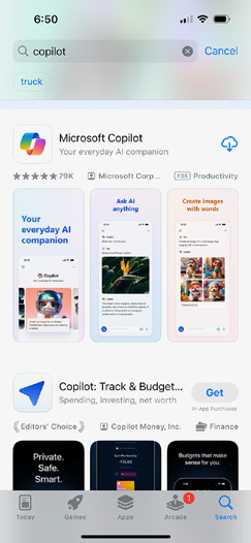 6:50
copilot
Cancel
truck
Microsoft Copilot
Your everyday AI companion
79K
Microsoft Corp...
#36
Productivity
Your
everyday AI
companion
Copilot
Ask AI
anything
Create images
with words
Copilot: Track & Budget...
Spending, investing, net worth
Get
In-App Purchases
Editors' Choice
Copilot Money, Inc.
Finance
Private.
Safe.
Smart.
Budgets that make
sense for you.
1
Today
Games
Apps
Arcade
Search